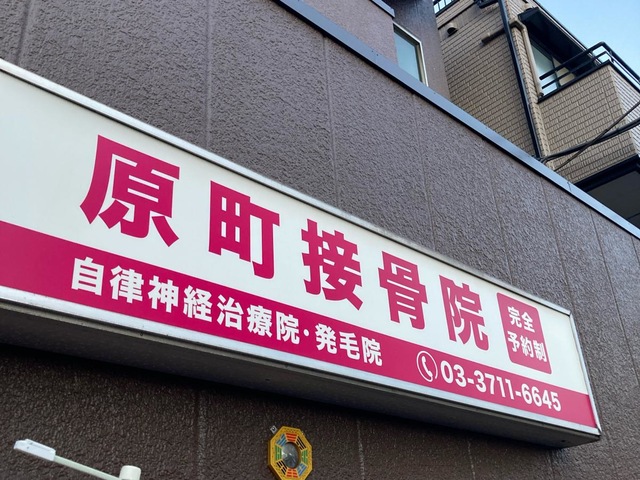 原町接骨院
完全
予約制
自律神経治療院・発毛院
03-3711-6645